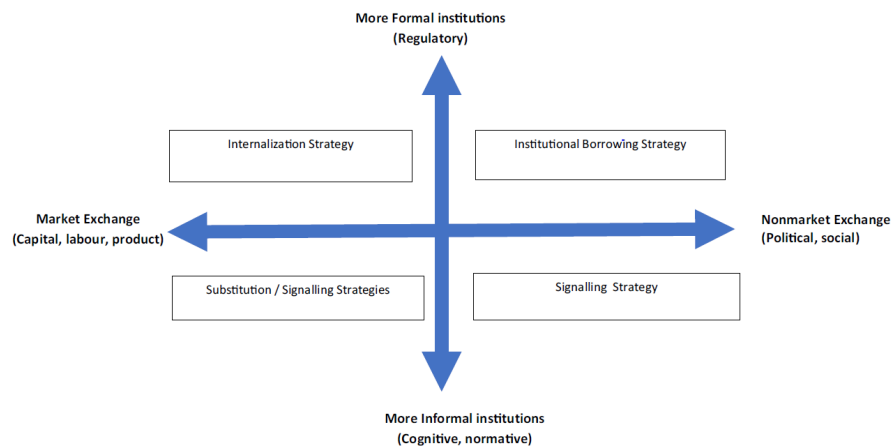 More Formal institutions
(Regulatory)
Internalization Strategy
Institutional Borrowing Strategy
Market Exchange
(Capital, labour, product)
Nonmarket Exchange
(Political, social)
Substitution / Signalling Strategies
Signalling Strategy
More Informal institutions
(Cognitive, normative)